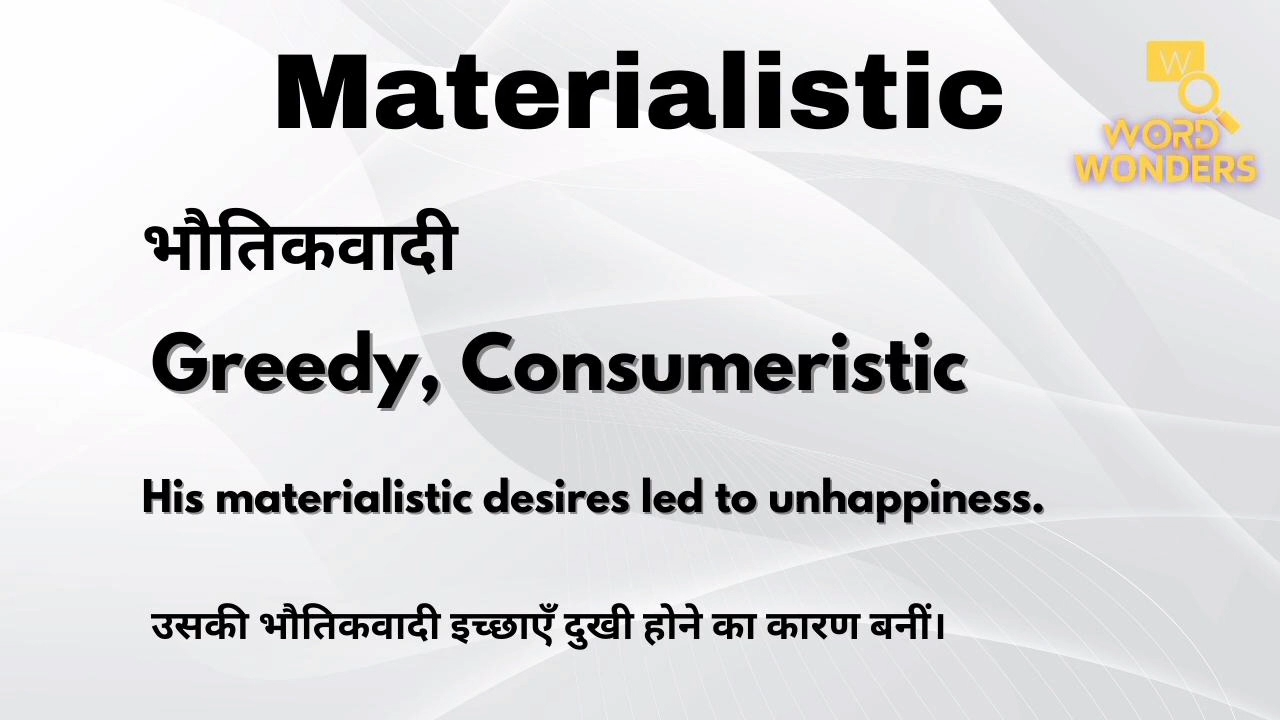 Materialistic
W
WORD
WONDERS
भौतिकवादी
Greedy, Consumeristic
His materialistic desires led to unhappiness.
उसकी भौतिकवादी इच्छाएँ दुखी होने का कारण बनीं।